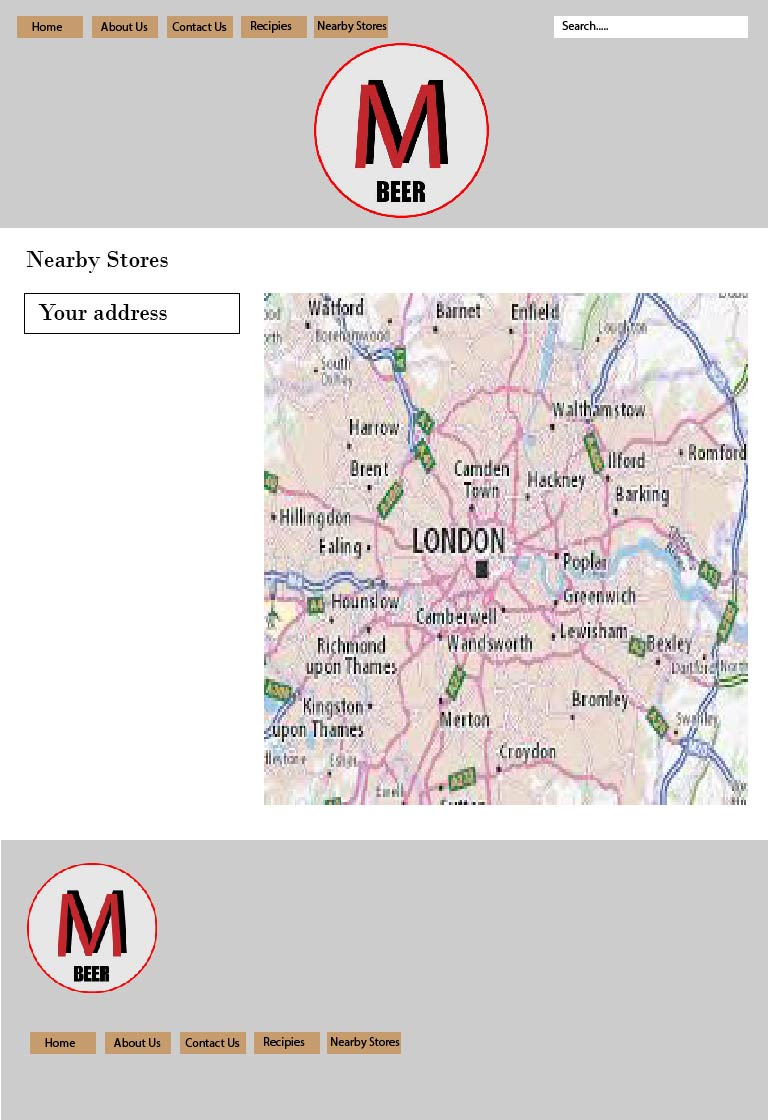 Home About Us Contact Us Recipies Nearby Stores Search.....
M
BEER
Nearby Stores
Your address
Watford Barnet Enfield
Borehamwood Loughton
South
Walthamstow
Harrow
Romford
Ilford
Brent Camden
Town Hackney
Barking
Hillingdon
LONDON
Ealing
Poplar
Hounslow Greenwich
Camberwell
Lewisham
Richmond
upon Thames Wandsworth Bexley
Dartford North
Kingston
upon Thames Bromley
Merton Swanley
Croydon
Esher
Ewell
M
BEER
Home About Us Contact Us Recipies Nearby Stores